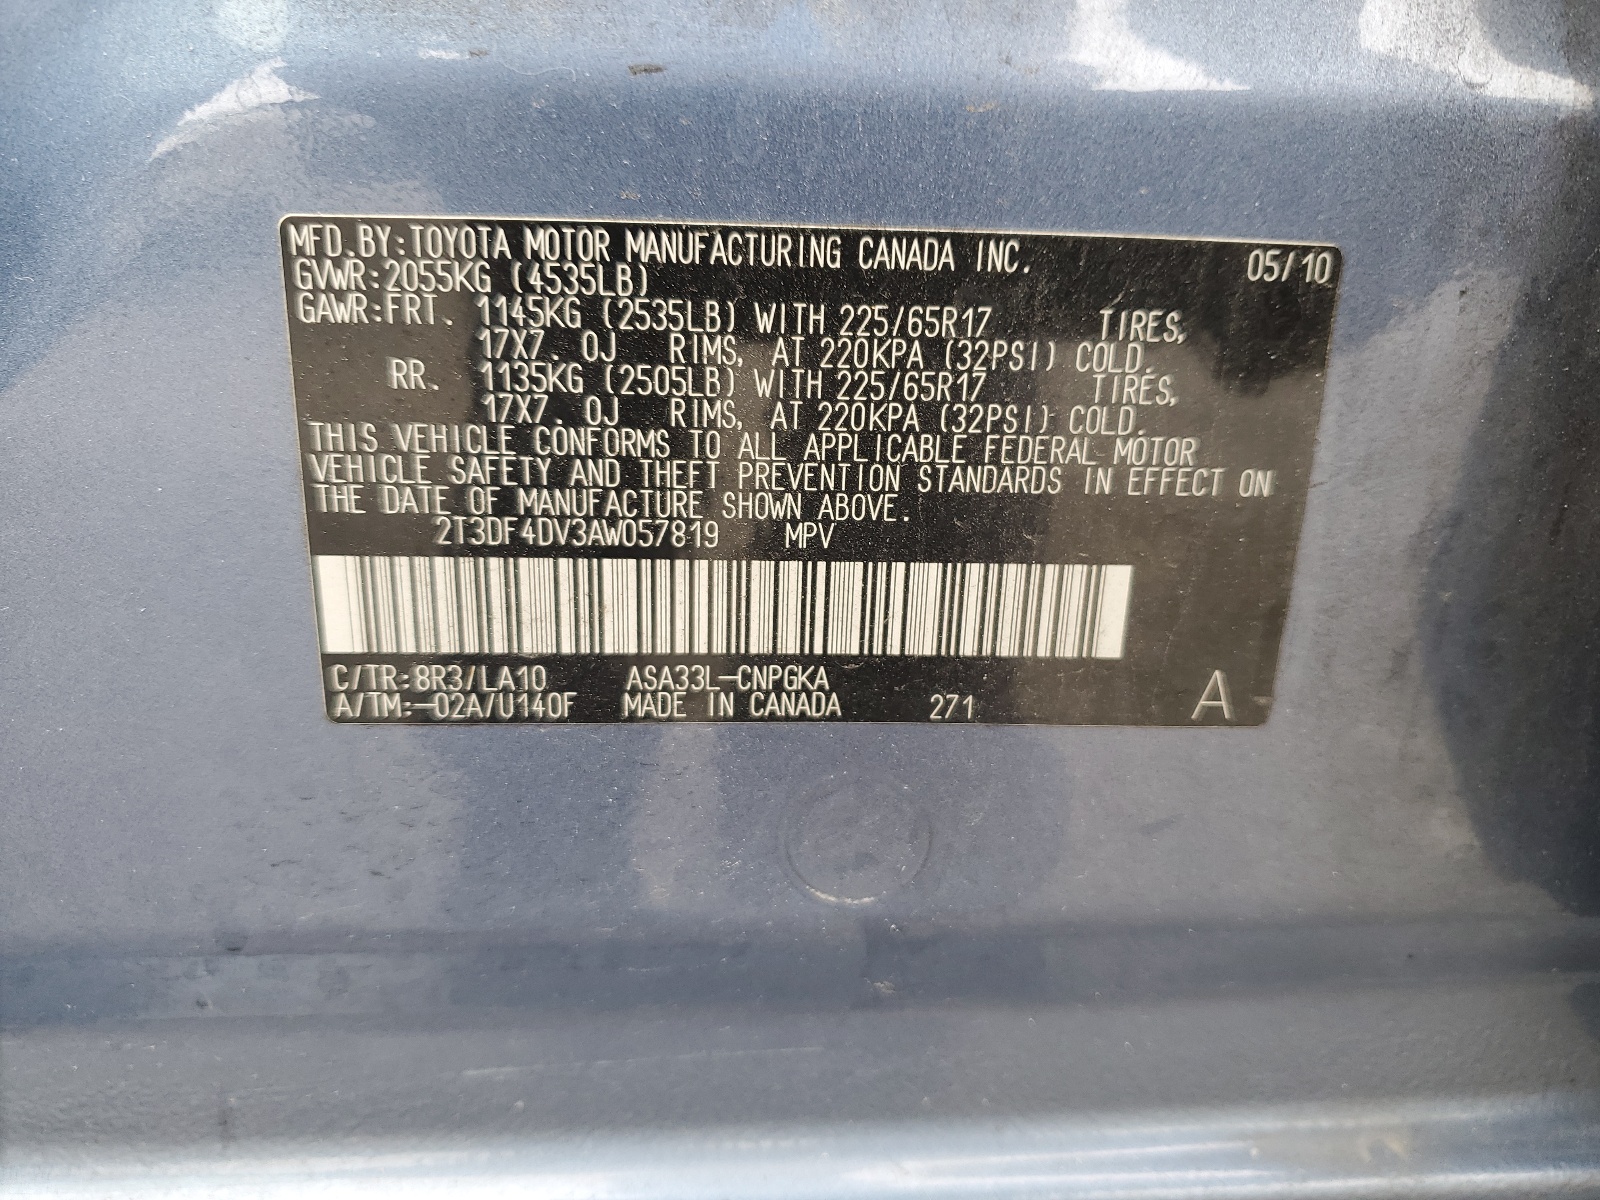 MFD.BY:TOYOTA MOTOR MANUFACTURING CANADA INC. 05/10
GVWR:2055KG (4535LB)
GAWR:FRT. 1145KG (2535LB) WITH 225/65R17 TIRES,
17X7.0J RIMS, AT 220KPA (32PSI) COLD.
RR. 1135KG (2505LB) WITH 225/65R17 TIRES,
17X7.0J RIMS, AT 220KPA (32PSI) COLD.
THIS VEHICLE CONFORMS TO ALL APPLICABLE FEDERAL MOTOR
VEHICLE SAFETY AND THEFT PREVENTION STANDARDS IN EFFECT ON
THE DATE OF MANUFACTURE SHOWN ABOVE.
2T3DF4DV3AW057819 MPV
C/TR:8R3/LA10 ASA33L-CNPGKA
A/TM:-02A/U140F MADE IN CANADA 271 A